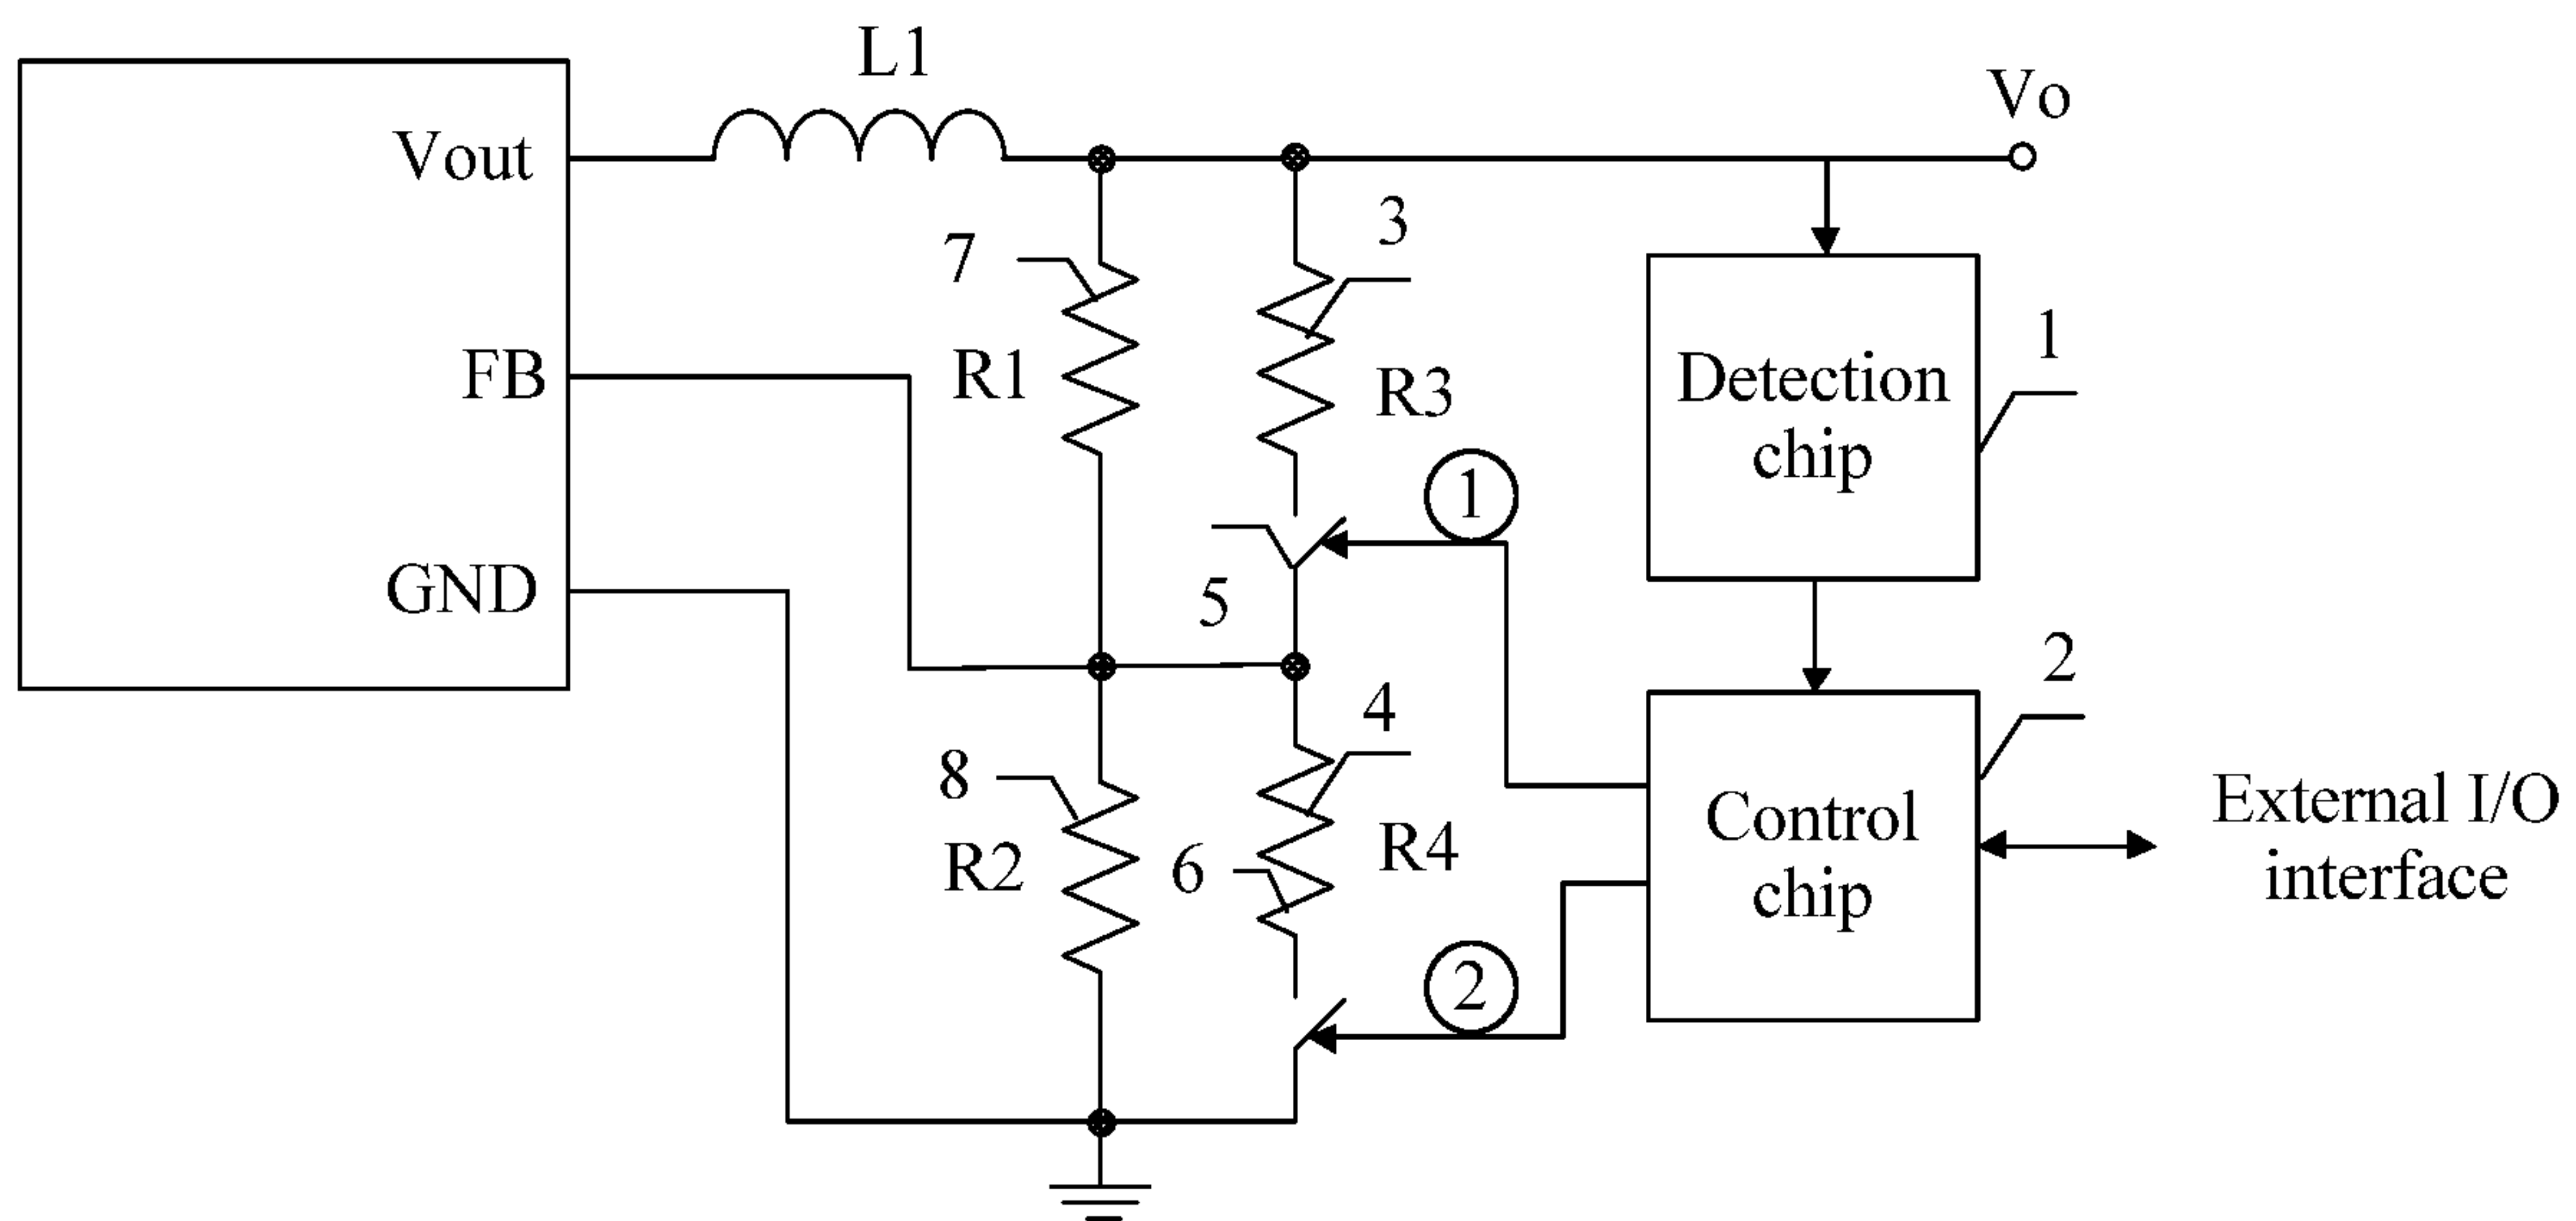 L1
Vo
Vout
7
3
1
FB
R1
R3
Detection
chip
①
GND
5
2
4
8
External I/O
interface
Control
chip
R2
6
R4
②